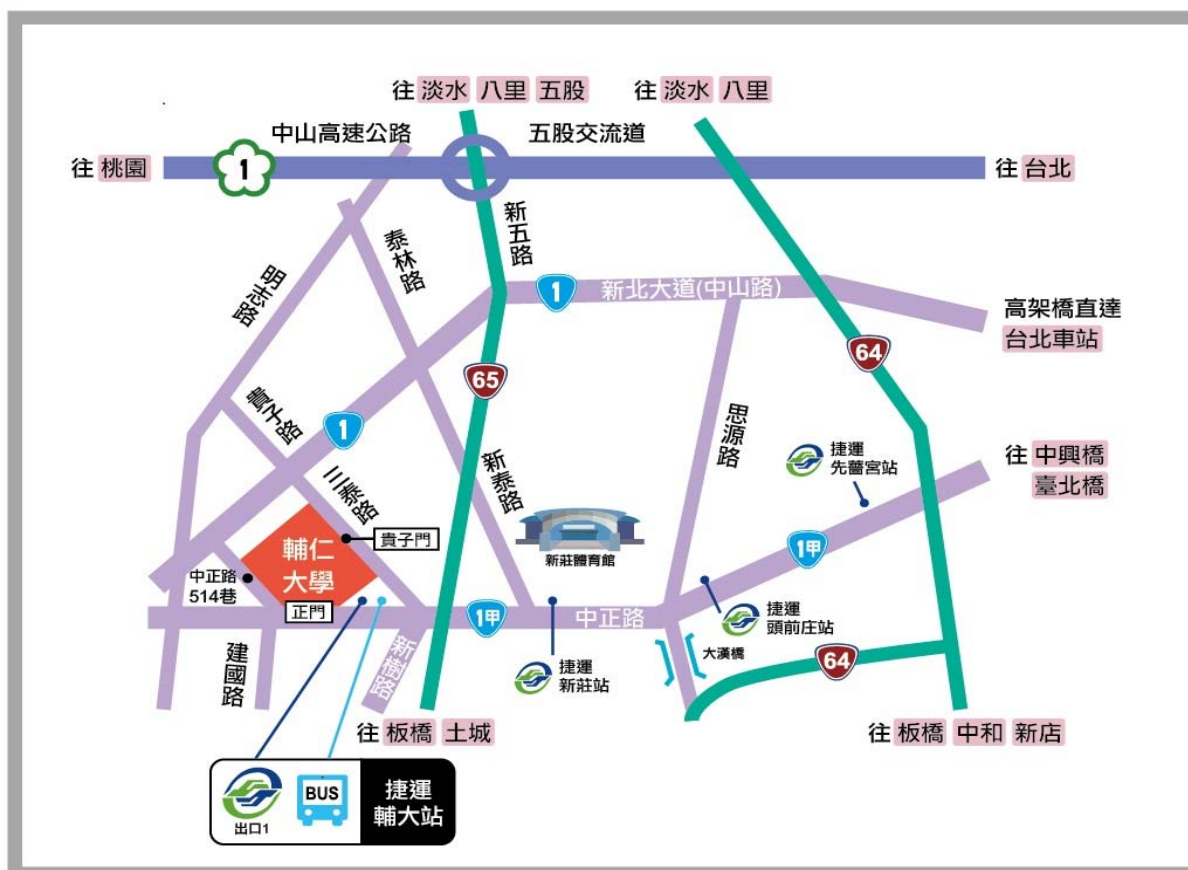 往 淡水 八里 五股
往 淡水 八里
中山高速公路
五股交流道
往 桃園
1
往 台北
新五路
泰林路
明志路
1
新北大道(中山路)
高架橋直達
台北車站
64
65
貴子路
1
思源路
捷運
先嗇宮站
往 中興橋
臺北橋
三泰路
新泰路
輔仁
大學
貴子門
新莊體育館
1甲
中正路
514巷
正門
1甲
中正路
捷運
頭前庄站
建國路
新樹路
捷運
新莊站
大漢橋
64
往 板橋 土城
往 板橋 中和 新店
BUS
出口1
捷運
輔大站